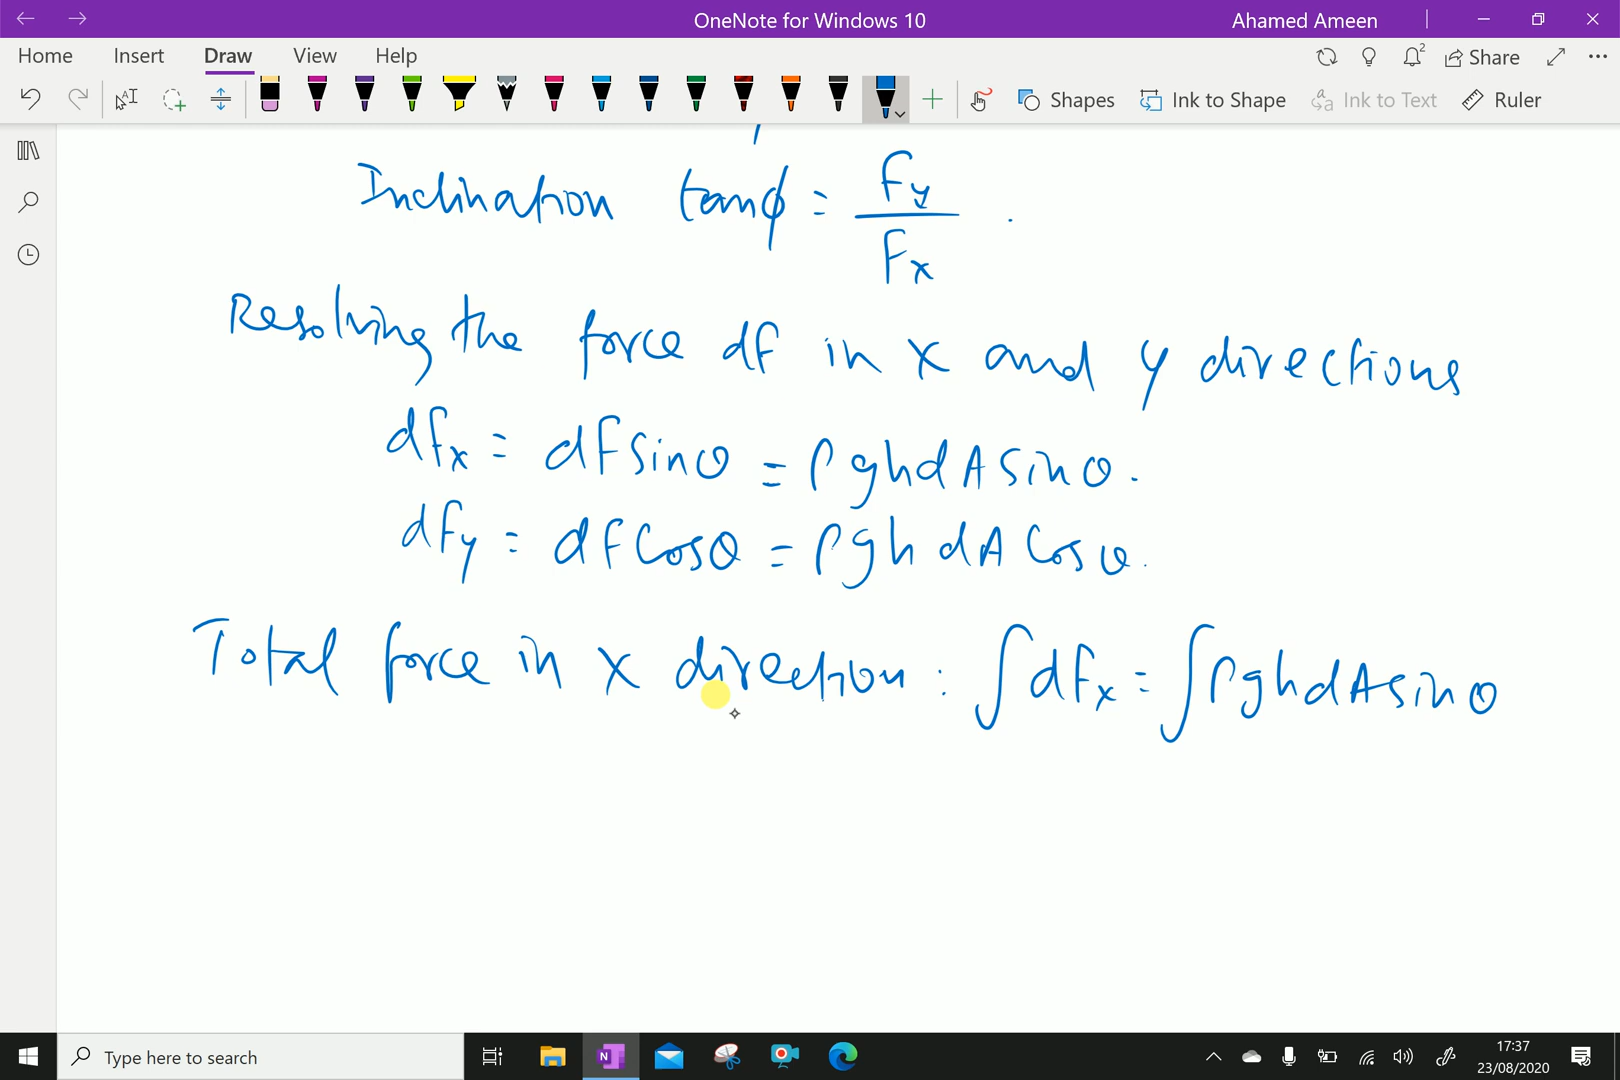 OneNote for Windows 10
Ahamed Ameen
Home Insert Draw View Help
2 Share
Shapes Ink to Shape Ink to Text Ruler
Inclination tanϕ = Fy/Fx .
Resolving the force dF in x and y directions
dFx = dF sinθ = ρghdA sinθ.
dFy = dF Cosθ = ρgh dA Cosθ.
Total force in x direction : ∫dFx = ∫ρghdAsinθ
Type here to search
17:37
23/08/2020